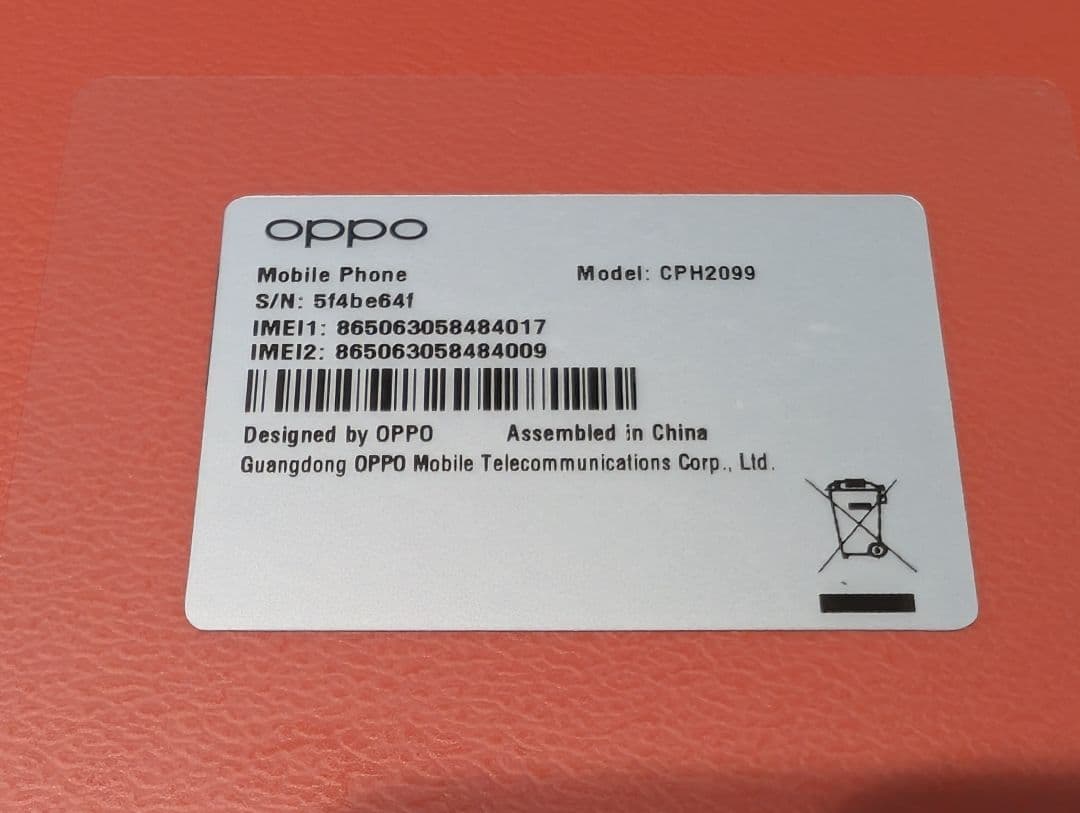 oppo
Mobile Phone Model: CPH2099
S/N: 5f4be64f
IMEI1: 865063058484017
IMEI2: 865063058484009
Designed by OPPO Assembled in China
Guangdong OPPO Mobile Telecommunications Corp., Ltd.